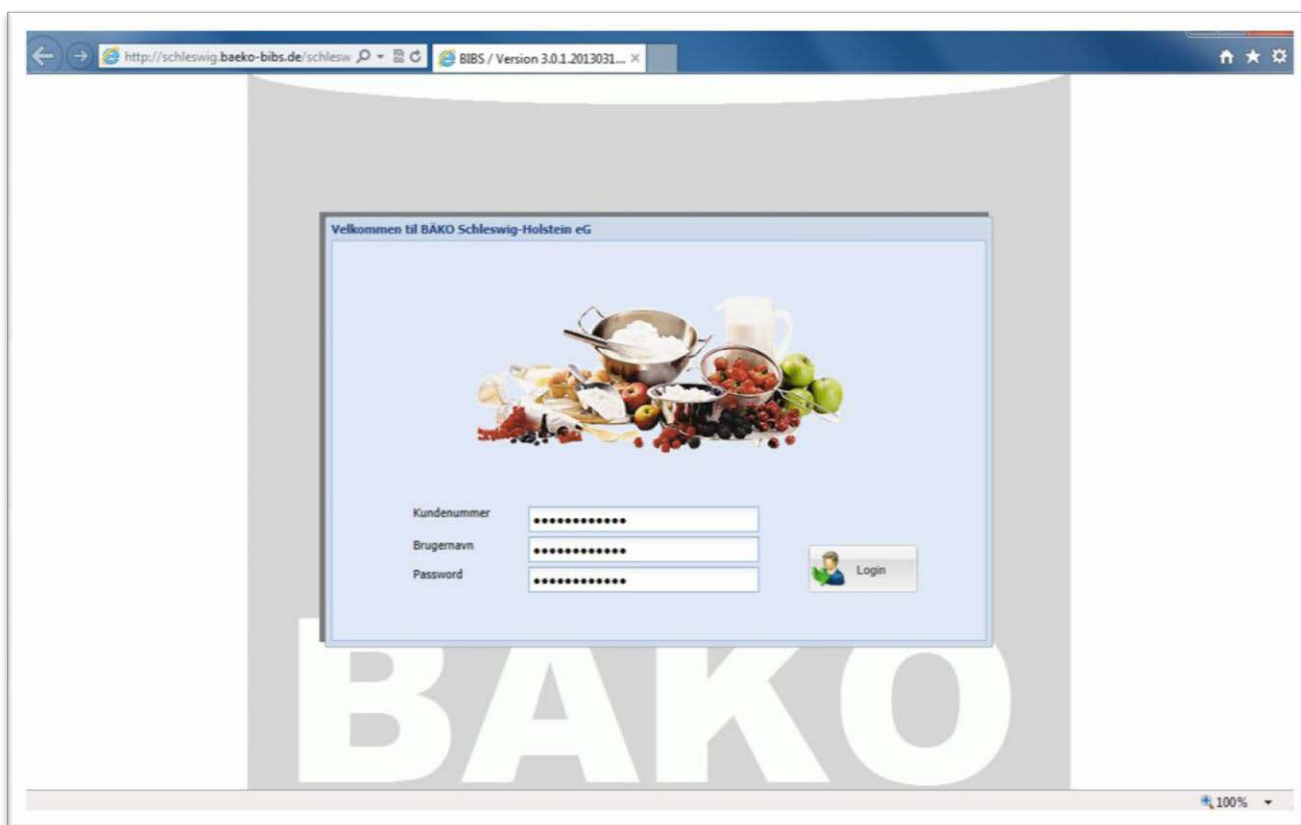 http://schleswig.baeko-bibs.de/schlesw
BIBS / Version 3.0.1.2013031...
Velkommen til BÄKO Schleswig-Holstein eG
Kundenummer ••••••••••••
Brugernavn ••••••••••••
Password ••••••••••••
Login
BÄKO
100%